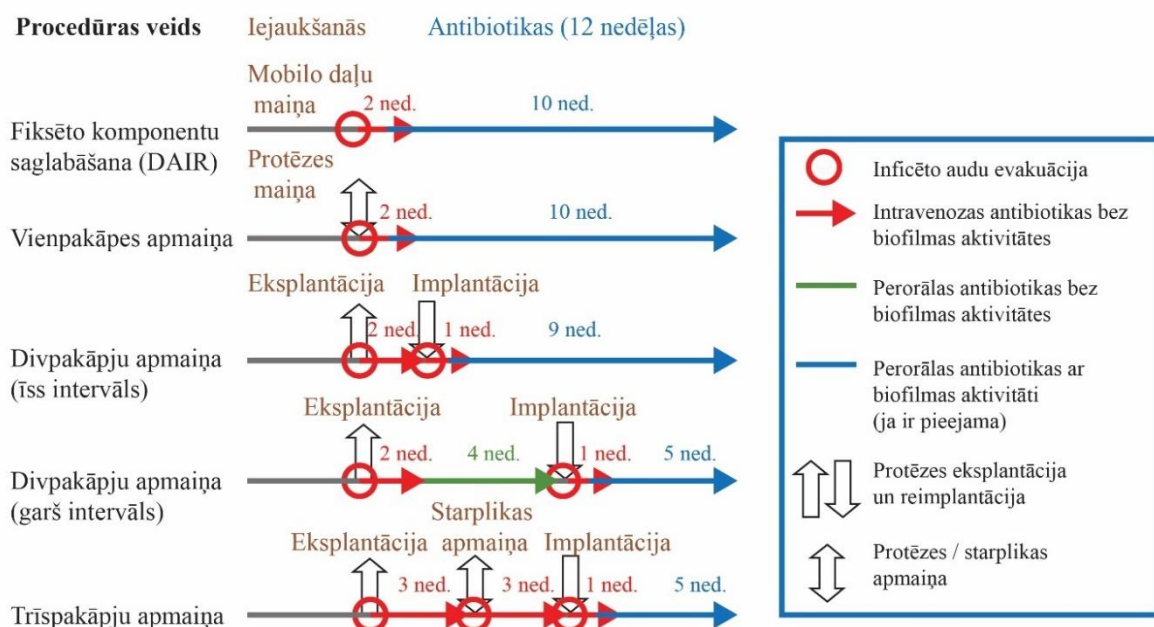 Procedūras veids Iejaukšanās Antibiotikas (12 nedēļas)
Mobilo daļu
maiņa
2 ned. 10 ned.
Fiksēto komponentu
saglabāšana (DAIR)
Protēzes
maiņa
2 ned. 10 ned.
Vienpakāpes apmaiņa
Eksplantācija Implantācija
2 ned. 1 ned. 9 ned.
Divpakāpju apmaiņa
(īss intervāls)
Eksplantācija Implantācija
2 ned. 4 ned. 1 ned. 5 ned.
Divpakāpju apmaiņa
(garš intervāls)
Starplikas
Eksplantācija apmaiņa Implantācija
3 ned. 3 ned. 1 ned. 5 ned.
Trīspakāpju apmaiņa
Inficēto audu evakuācija
Intravenozas antibiotikas bez
biofilmas aktivitātes
Perorālas antibiotikas bez
biofilmas aktivitātes
Perorālas antibiotikas ar
biofilmas aktivitāti
(ja ir pieejama)
Protēzes eksplantācija
un reimplantācija
Protēzes / starplikas
apmaiņa